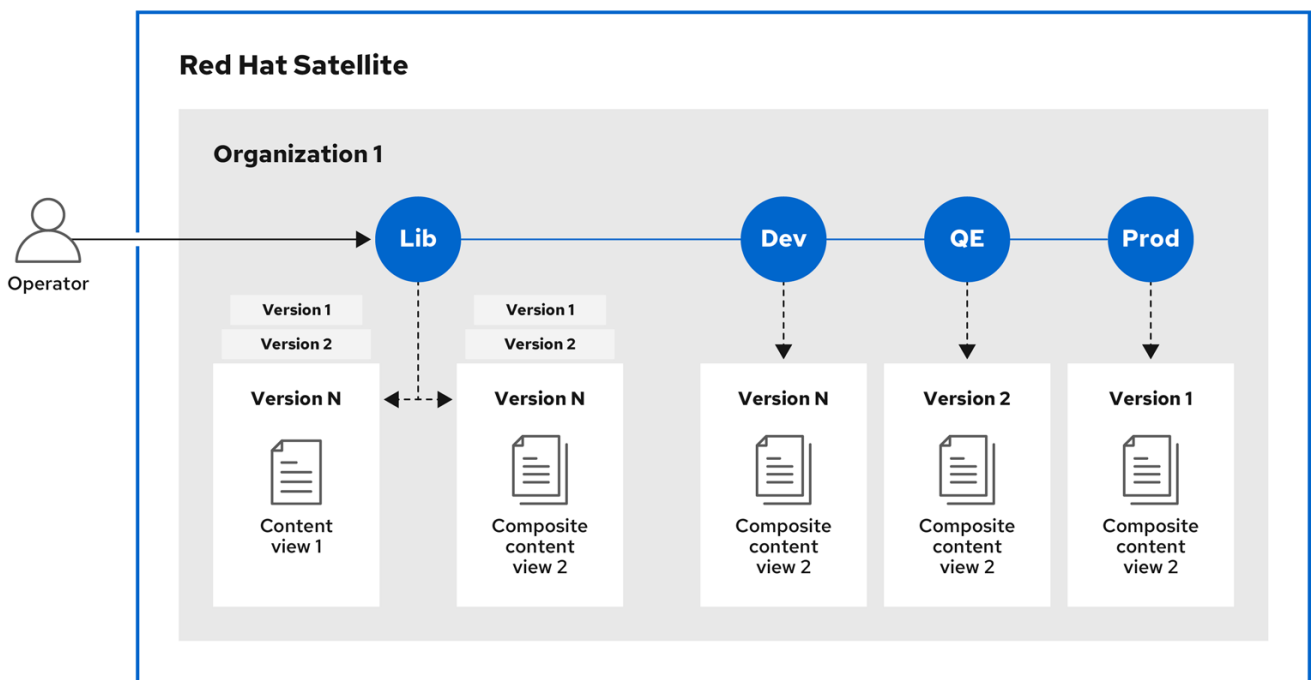 Red Hat Satellite
Organization 1
Operator
Lib
Dev
QE
Prod
Version 1
Version 2
Version N
Content
view 1
Version 1
Version 2
Version N
Composite
content
view 2
Version N
Composite
content
view 2
Version 2
Composite
content
view 2
Version 1
Composite
content
view 2